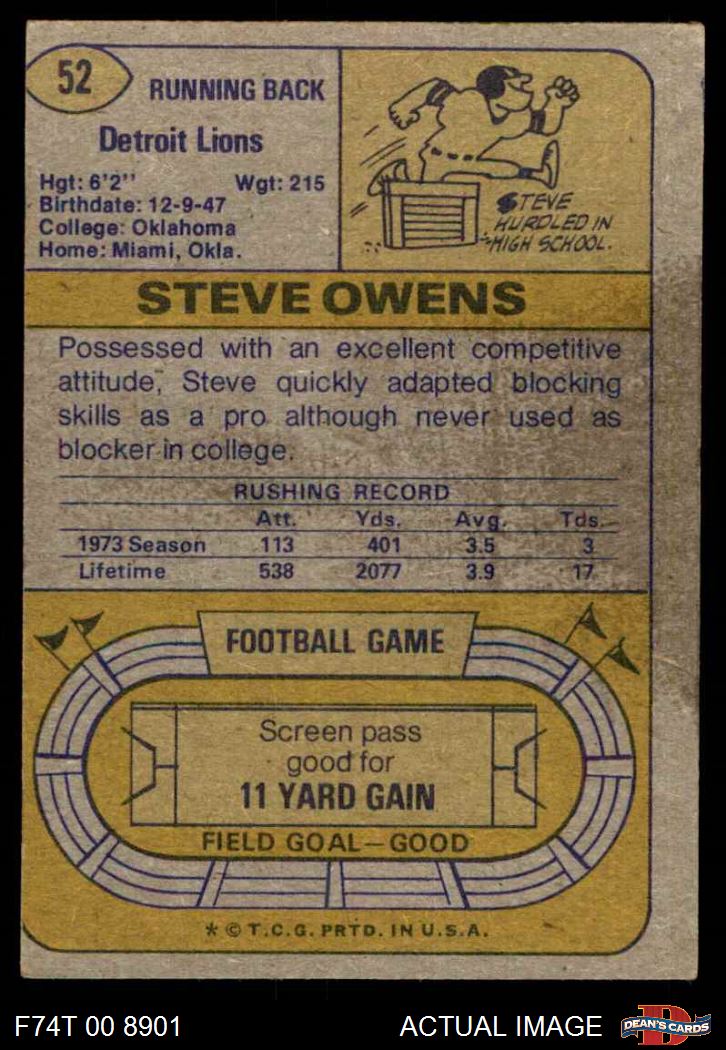 52
RUNNING BACK
Detroit Lions
Hgt: 6'2'' Wgt: 215
Birthdate: 12-9-47
College: Oklahoma
Home: Miami, Okla.
STEVE
HURDLED IN
HIGH SCHOOL.
STEVE OWENS
Possessed with an excellent competitive
attitude, Steve quickly adapted blocking
skills as a pro although never used as
blocker in college.
RUSHING RECORD
Att. Yds. Avg. Tds.
1973 Season 113 401 3.5 3
Lifetime 538 2077 3.9 17
FOOTBALL GAME
Screen pass
good for
11 YARD GAIN
FIELD GOAL—GOOD
* © T.C.G. PRTD. IN U.S.A.
F74T 00 8901 ACTUAL IMAGE D DEAN'S CARDS